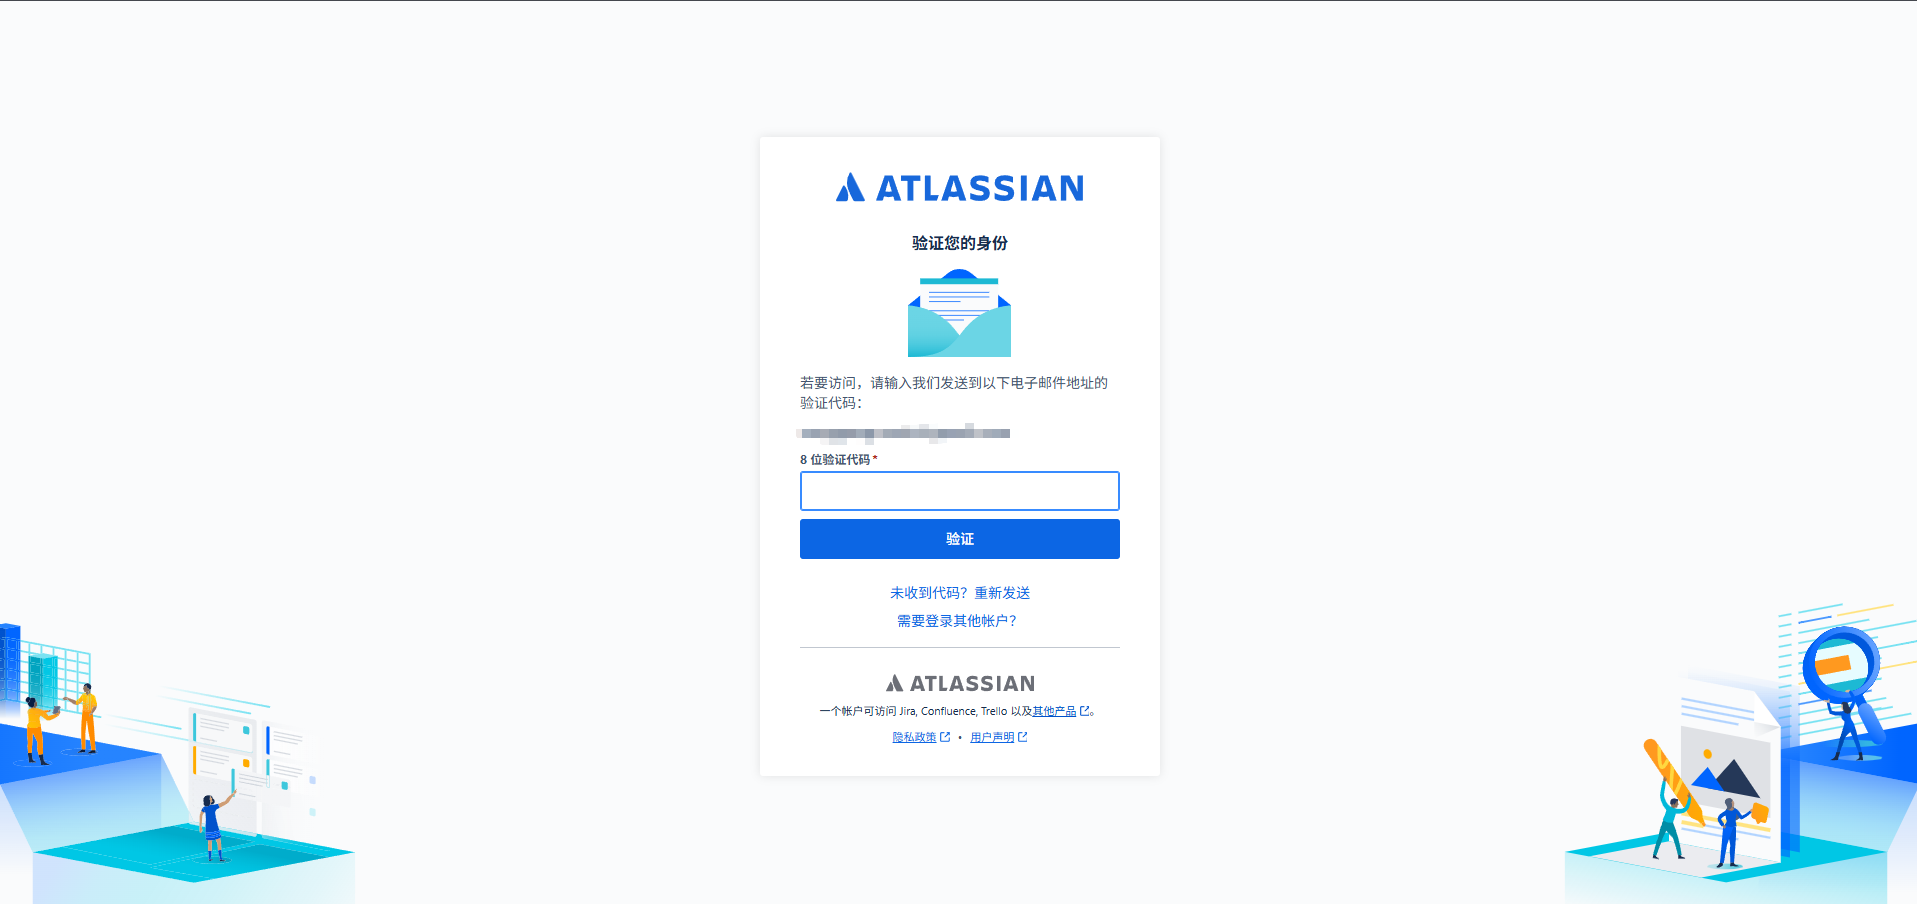 ATLASSIAN
验证您的身份
若要访问，请输入我们发送到以下电子邮件地址的
验证代码：
8 位验证代码 *
验证
未收到代码？重新发送
需要登录其他帐户？
ATLASSIAN
一个帐户可访问 Jira, Confluence, Trello 以及其他产品。
隐私政策 • 用户声明